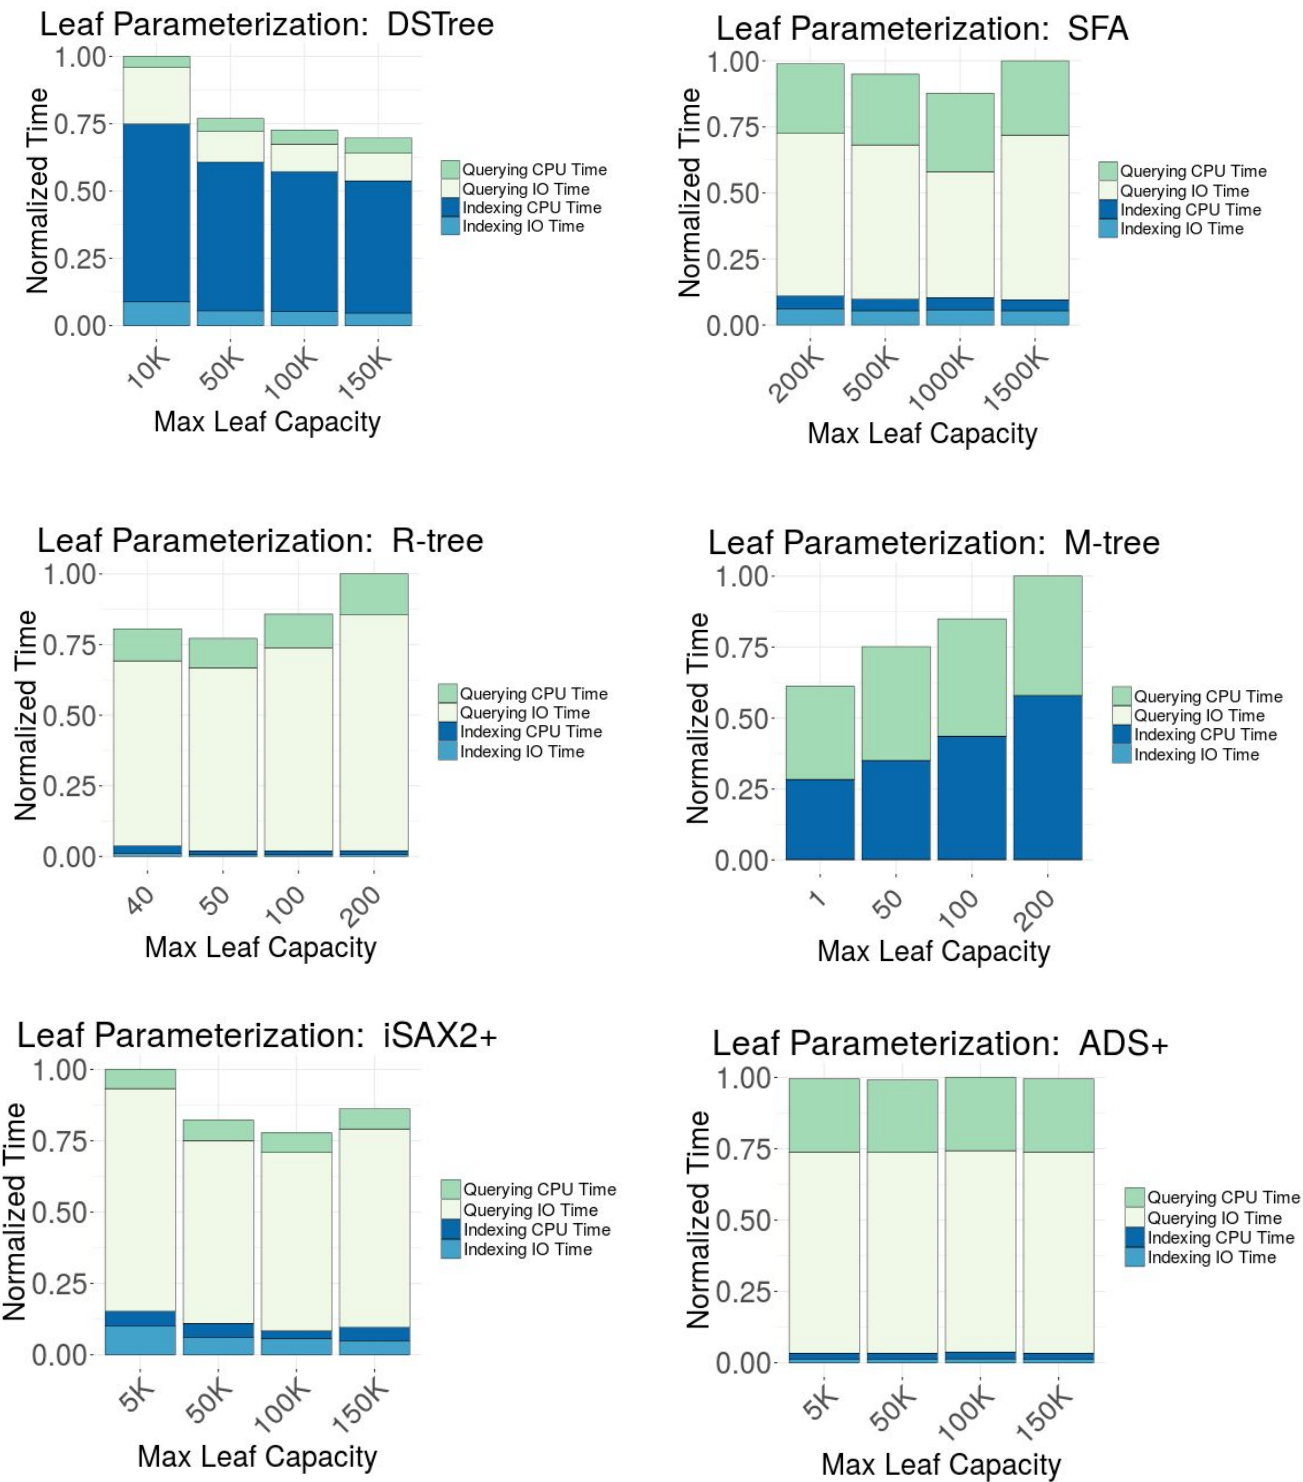 Leaf Parameterization: DSTree
1.00
0.75
0.50
0.25
0.00
Normalized Time
10K
50K
100K
150K
Max Leaf Capacity
Querying CPU Time
Querying IO Time
Indexing CPU Time
Indexing IO Time
Leaf Parameterization: SFA
1.00
0.75
0.50
0.25
0.00
Normalized Time
200K
500K
1000K
1500K
Max Leaf Capacity
Querying CPU Time
Querying IO Time
Indexing CPU Time
Indexing IO Time
Leaf Parameterization: R-tree
1.00
0.75
0.50
0.25
0.00
Normalized Time
40
50
100
200
Max Leaf Capacity
Querying CPU Time
Querying IO Time
Indexing CPU Time
Indexing IO Time
Leaf Parameterization: M-tree
1.00
0.75
0.50
0.25
0.00
Normalized Time
1
50
100
200
Max Leaf Capacity
Querying CPU Time
Querying IO Time
Indexing CPU Time
Indexing IO Time
Leaf Parameterization: iSAX2+
1.00
0.75
0.50
0.25
0.00
Normalized Time
5K
50K
100K
150K
Max Leaf Capacity
Querying CPU Time
Querying IO Time
Indexing CPU Time
Indexing IO Time
Leaf Parameterization: ADS+
1.00
0.75
0.50
0.25
0.00
Normalized Time
5K
50K
100K
150K
Max Leaf Capacity
Querying CPU Time
Querying IO Time
Indexing CPU Time
Indexing IO Time